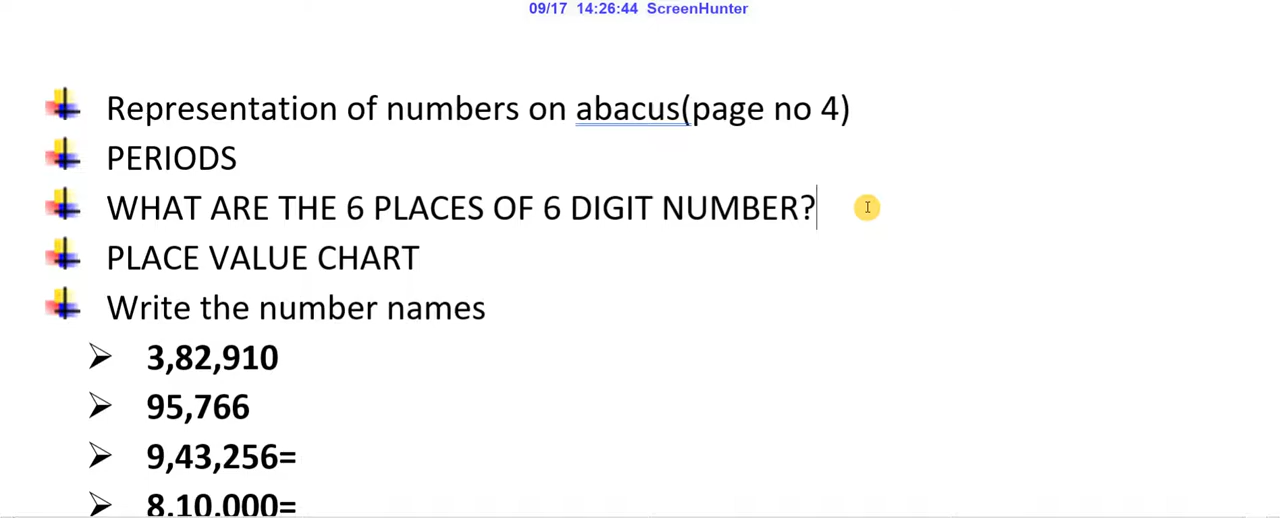 09/17 14:26:44 ScreenHunter
Representation of numbers on abacus(page no 4)
PERIODS
WHAT ARE THE 6 PLACES OF 6 DIGIT NUMBER?
PLACE VALUE CHART
Write the number names
3,82,910
95,766
9,43,256=
8,10,000=